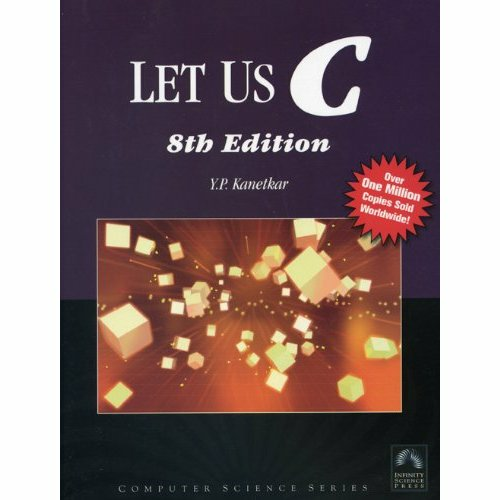 LET US C
8th Edition
Y.P. Kanetkar
Over
One Million
Copies Sold
Worldwide!
INFINITY
SCIENCE
PRESS
COMPUTER SCIENCE SERIES